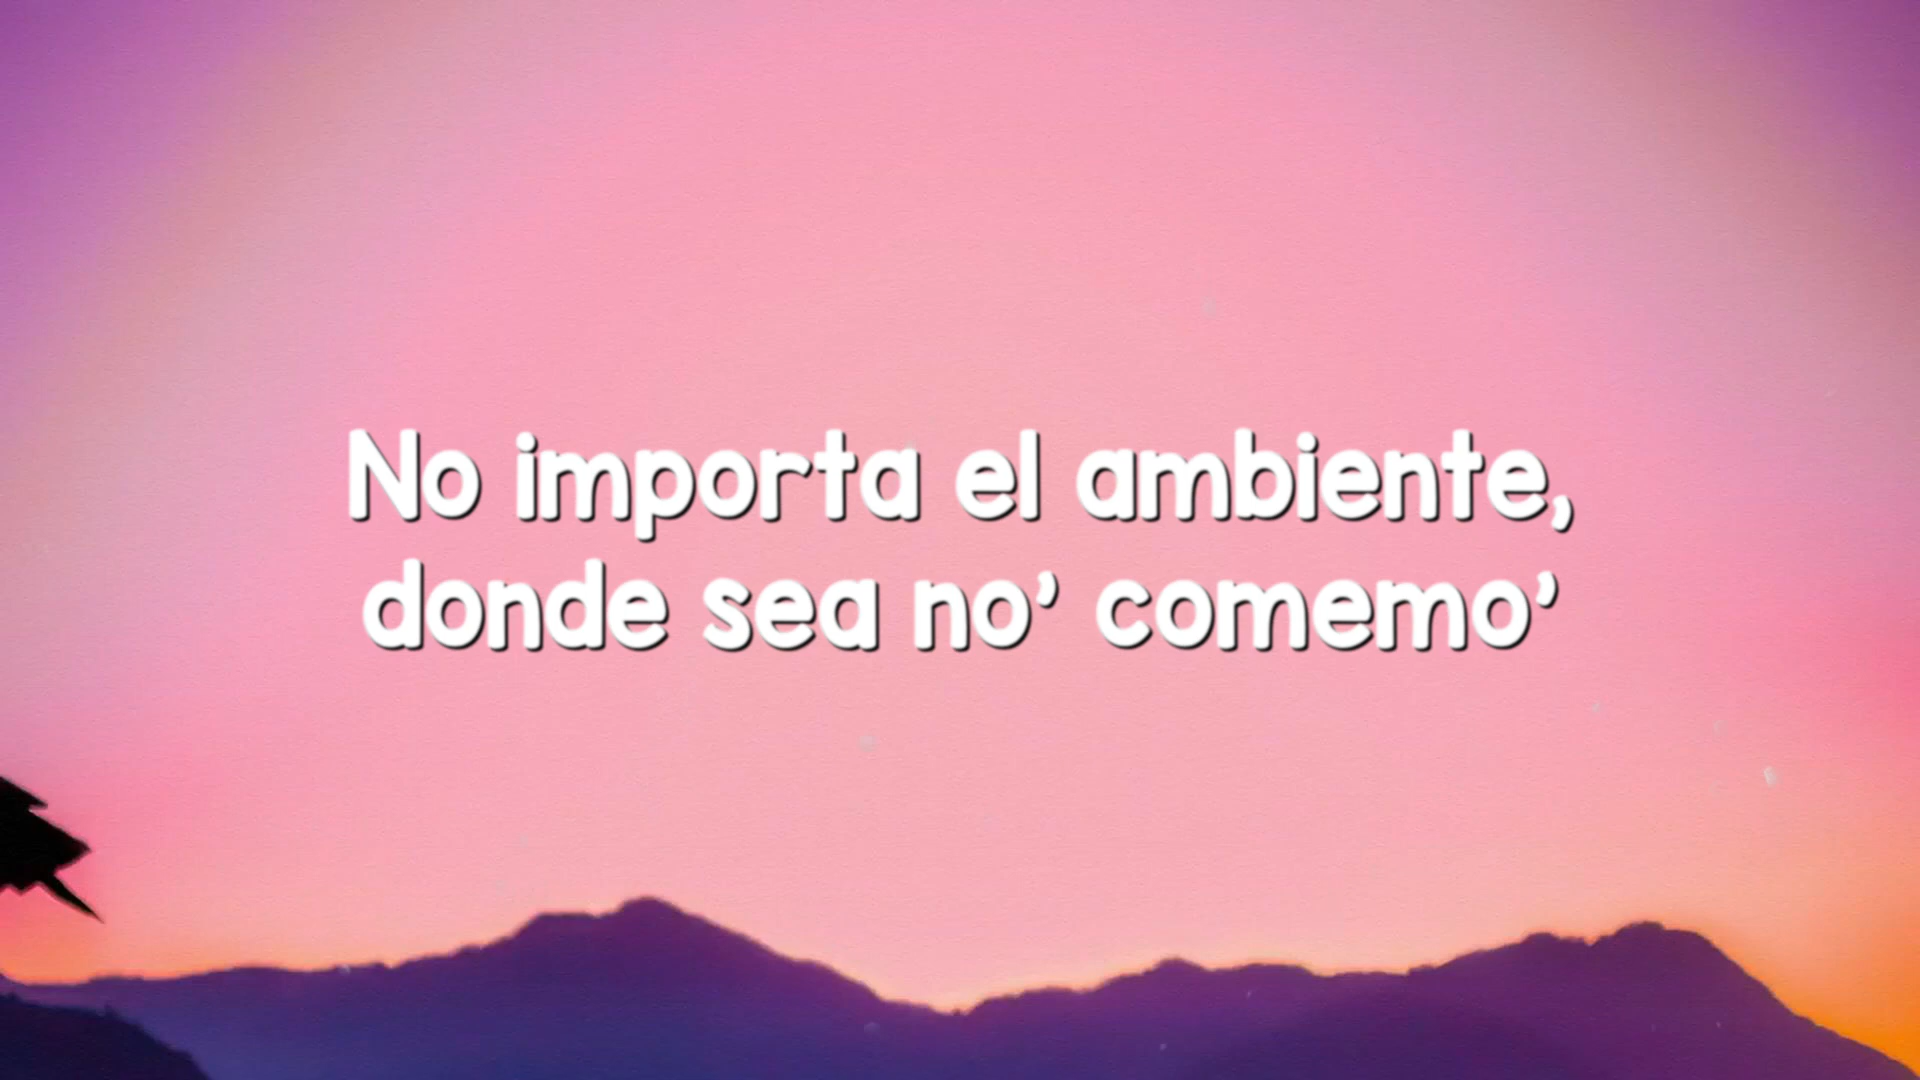 No importa el ambiente,
donde sea no’ comemo’